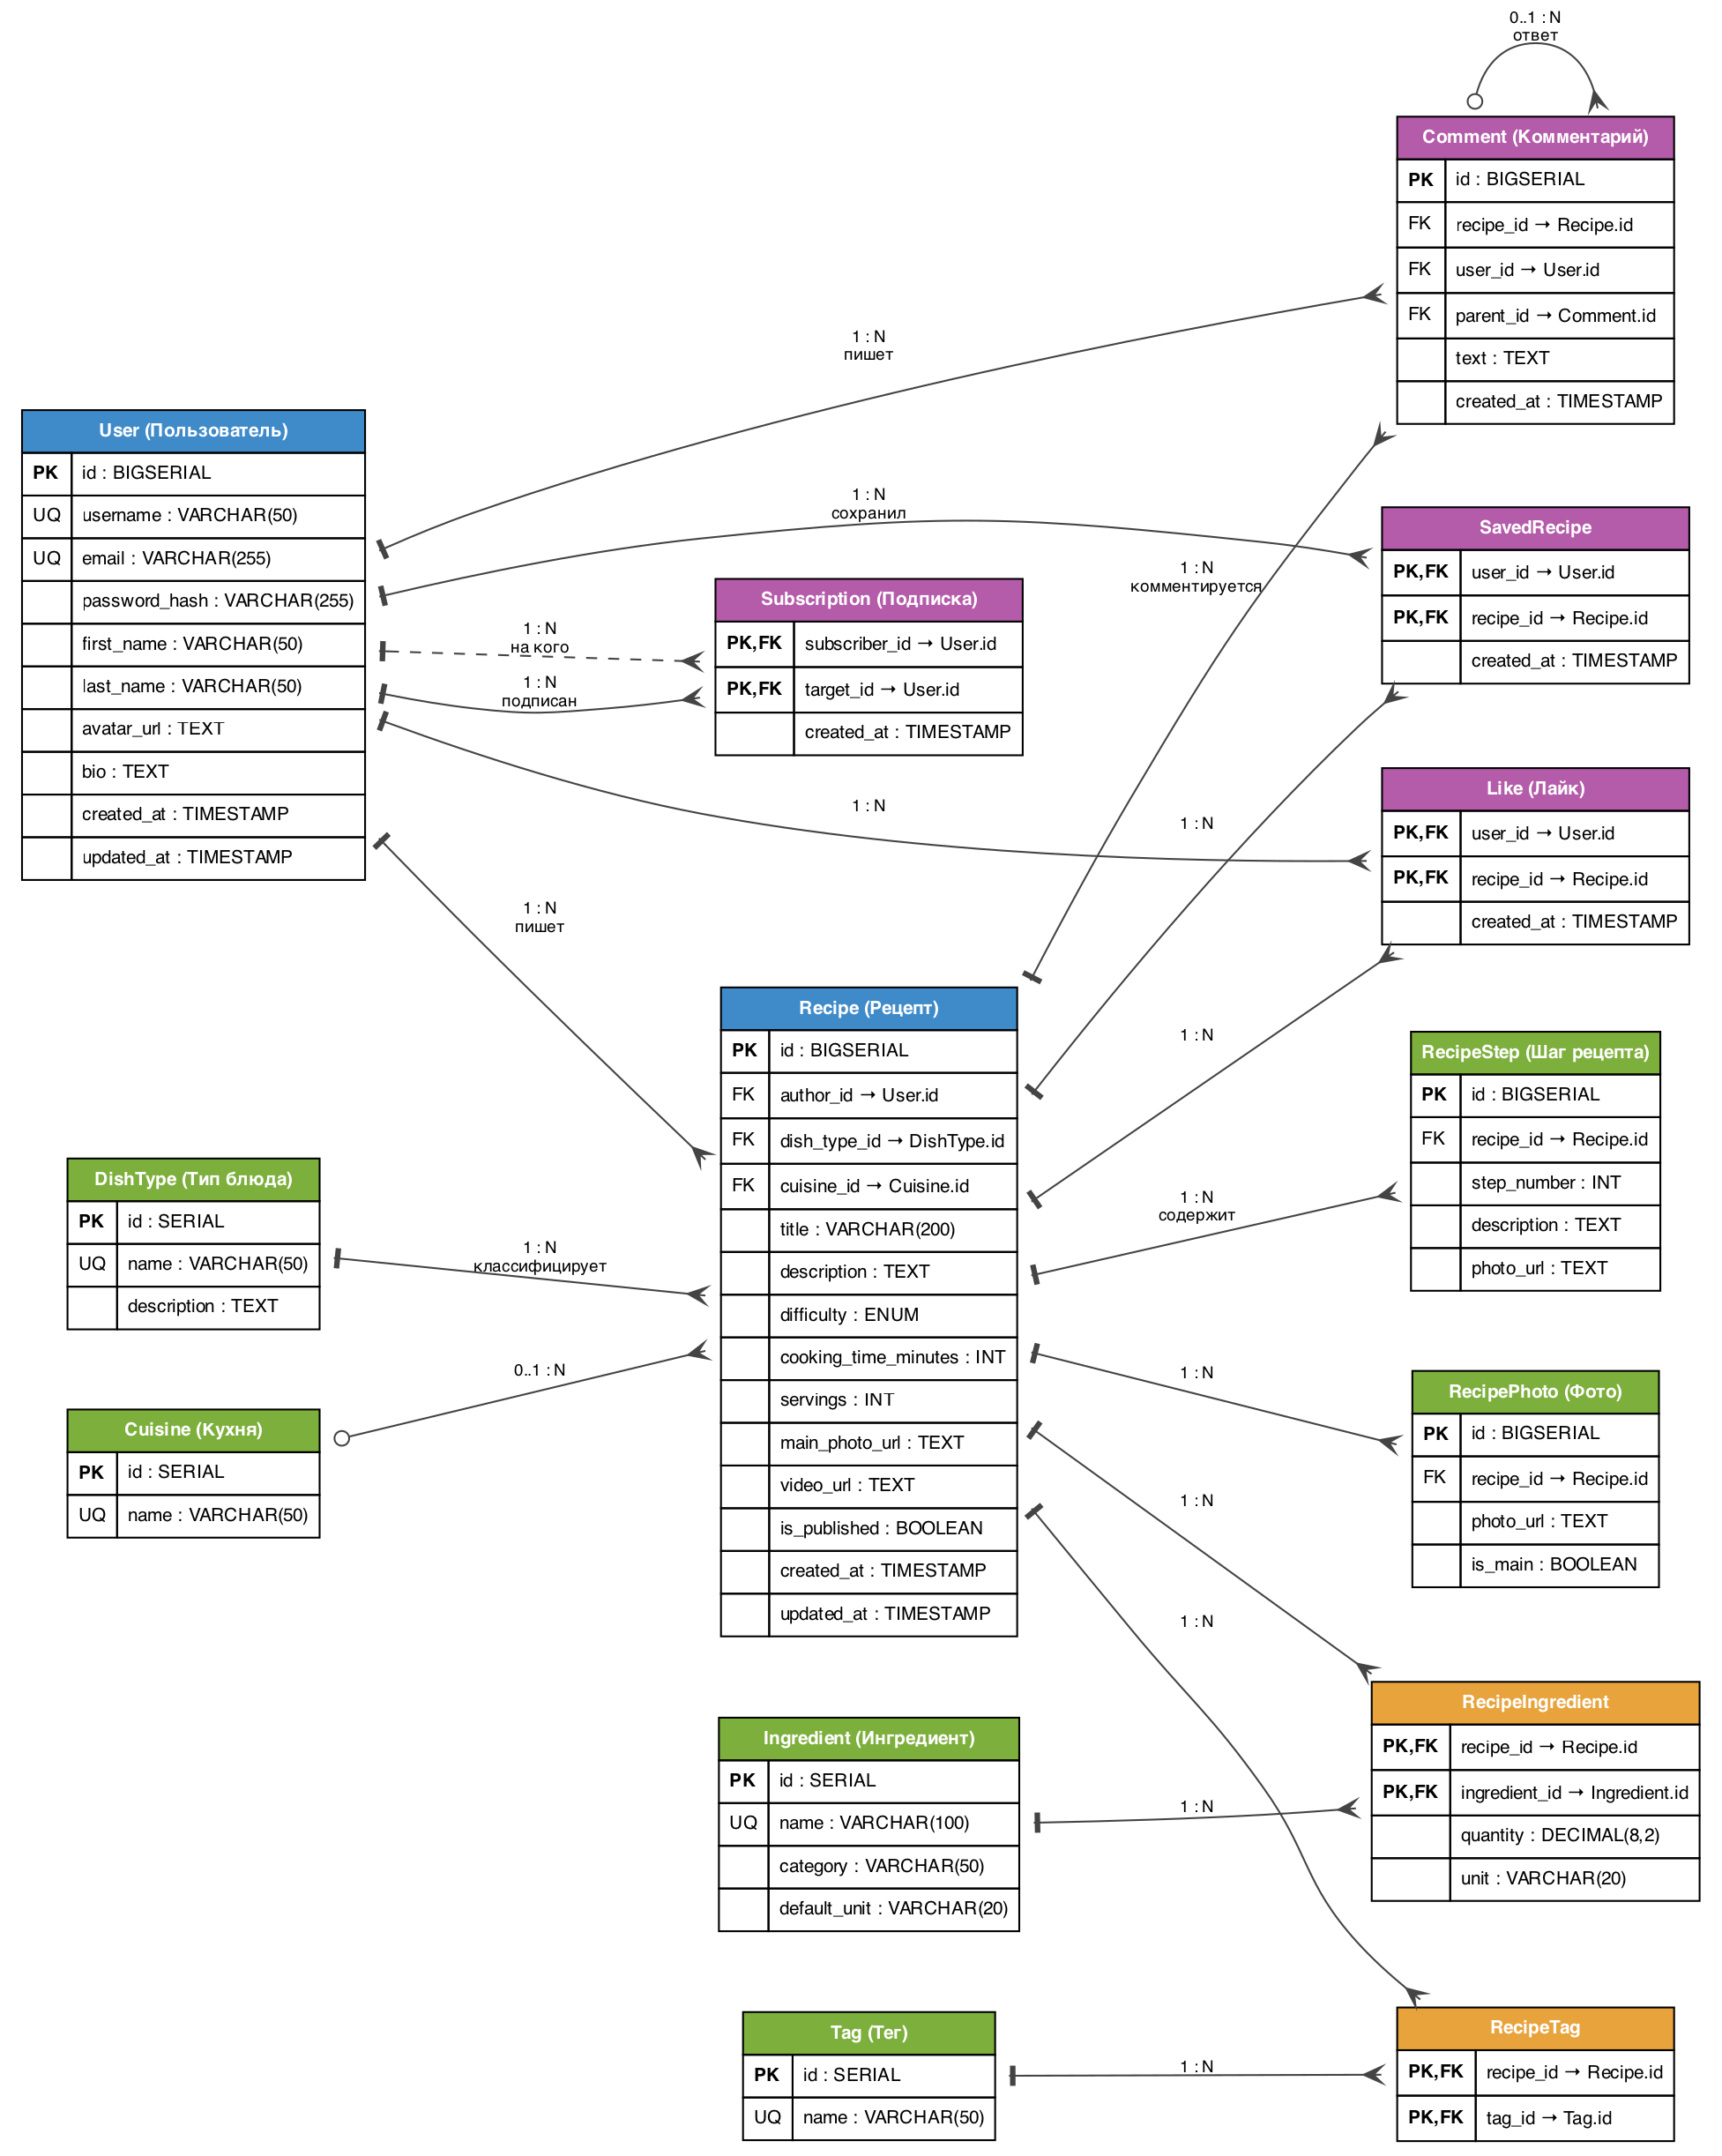 0..1 : N
ответ
Comment (Комментарий)
PK id : BIGSERIAL
FK recipe_id → Recipe.id
FK user_id → User.id
FK parent_id → Comment.id
text : TEXT
created_at : TIMESTAMP
1 : N
пишет
User (Пользователь)
PK id : BIGSERIAL
UQ username : VARCHAR(50)
UQ email : VARCHAR(255)
password_hash : VARCHAR(255)
first_name : VARCHAR(50)
last_name : VARCHAR(50)
avatar_url : TEXT
bio : TEXT
created_at : TIMESTAMP
updated_at : TIMESTAMP
1 : N
сохранил
1 : N
комментируется
SavedRecipe
PK,FK user_id → User.id
PK,FK recipe_id → Recipe.id
created_at : TIMESTAMP
1 : N
на кого
1 : N
подписан
Subscription (Подписка)
PK,FK subscriber_id → User.id
PK,FK target_id → User.id
created_at : TIMESTAMP
1 : N
1 : N
Like (Лайк)
PK,FK user_id → User.id
PK,FK recipe_id → Recipe.id
created_at : TIMESTAMP
1 : N
пишет
1 : N
Recipe (Рецепт)
PK id : BIGSERIAL
FK author_id → User.id
FK dish_type_id → DishType.id
FK cuisine_id → Cuisine.id
title : VARCHAR(200)
description : TEXT
difficulty : ENUM
cooking_time_minutes : INT
servings : INT
main_photo_url : TEXT
video_url : TEXT
is_published : BOOLEAN
created_at : TIMESTAMP
updated_at : TIMESTAMP
RecipeStep (Шаг рецепта)
PK id : BIGSERIAL
FK recipe_id → Recipe.id
step_number : INT
description : TEXT
photo_url : TEXT
1 : N
содержит
DishType (Тип блюда)
PK id : SERIAL
UQ name : VARCHAR(50)
description : TEXT
1 : N
классифицирует
0..1 : N
Cuisine (Кухня)
PK id : SERIAL
UQ name : VARCHAR(50)
1 : N
RecipePhoto (Фото)
PK id : BIGSERIAL
FK recipe_id → Recipe.id
photo_url : TEXT
is_main : BOOLEAN
1 : N
1 : N
RecipeIngredient
PK,FK recipe_id → Recipe.id
PK,FK ingredient_id → Ingredient.id
quantity : DECIMAL(8,2)
unit : VARCHAR(20)
Ingredient (Ингредиент)
PK id : SERIAL
UQ name : VARCHAR(100)
category : VARCHAR(50)
default_unit : VARCHAR(20)
1 : N
Tag (Тег)
PK id : SERIAL
UQ name : VARCHAR(50)
1 : N
RecipeTag
PK,FK recipe_id → Recipe.id
PK,FK tag_id → Tag.id